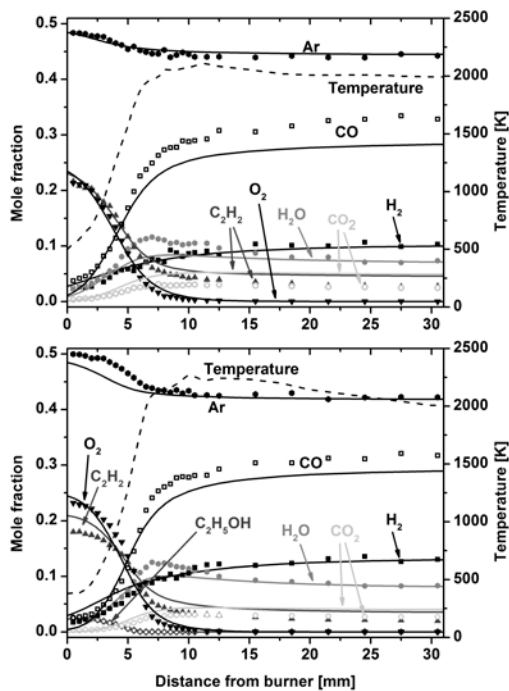 0.5
0.4
0.3
0.2
0.1
0.0
Mole fraction
2500
2000
1500
1000
500
0
Temperature [K]
Ar
Temperature
CO
O2
C2H2
H2O
CO2
H2
0 5 10 15 20 25 30
0.5
0.4
0.3
0.2
0.1
0.0
Mole fraction
2500
2000
1500
1000
500
0
Temperature [K]
Temperature
Ar
O2
C2H2
CO
C2H5OH
H2O
CO2
H2
0 5 10 15 20 25 30
Distance from burner [mm]